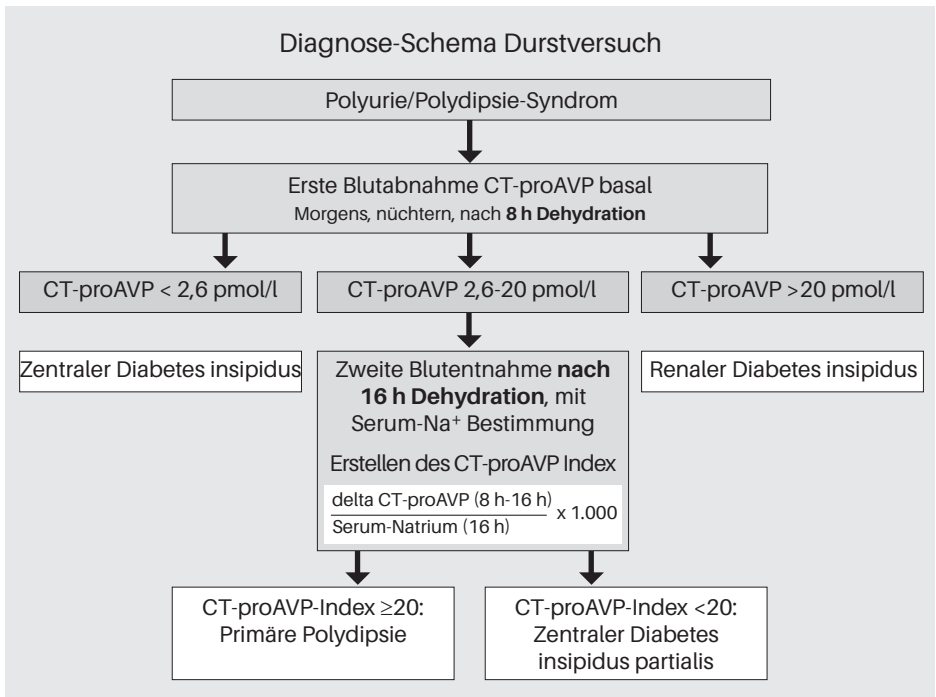 Diagnose-Schema Durstversuch
Polyurie/Polydipsie-Syndrom
Erste Blutabnahme CT-proAVP basal
Morgens, nüchtern, nach 8 h Dehydration
CT-proAVP < 2,6 pmol/l
CT-proAVP 2,6-20 pmol/l
CT-proAVP >20 pmol/l
Zentraler Diabetes insipidus
Zweite Blutentnahme nach
16 h Dehydration, mit
Serum-Na⁺ Bestimmung
Erstellen des CT-proAVP Index
delta CT-proAVP (8 h-16 h)
Serum-Natrium (16 h)
x 1.000
Renaler Diabetes insipidus
CT-proAVP-Index ≥20:
Primäre Polydipsie
CT-proAVP-Index <20:
Zentraler Diabetes
insipidus partialis